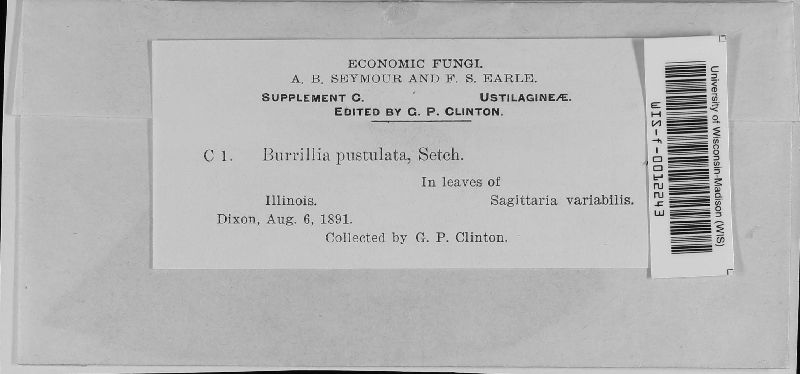 ECONOMIC FUNGI.
A. B. SEYMOUR AND F. S. EARLE.
SUPPLEMENT C. USTILAGINEÆ.
EDITED BY G. P. CLINTON.
C 1. Burrillia pustulata, Setch.
In leaves of
Illinois. Sagittaria variabilis.
Dixon, Aug. 6, 1891.
Collected by G. P. Clinton.
University of Wisconsin-Madison (WIS)
WIS-f-0012243